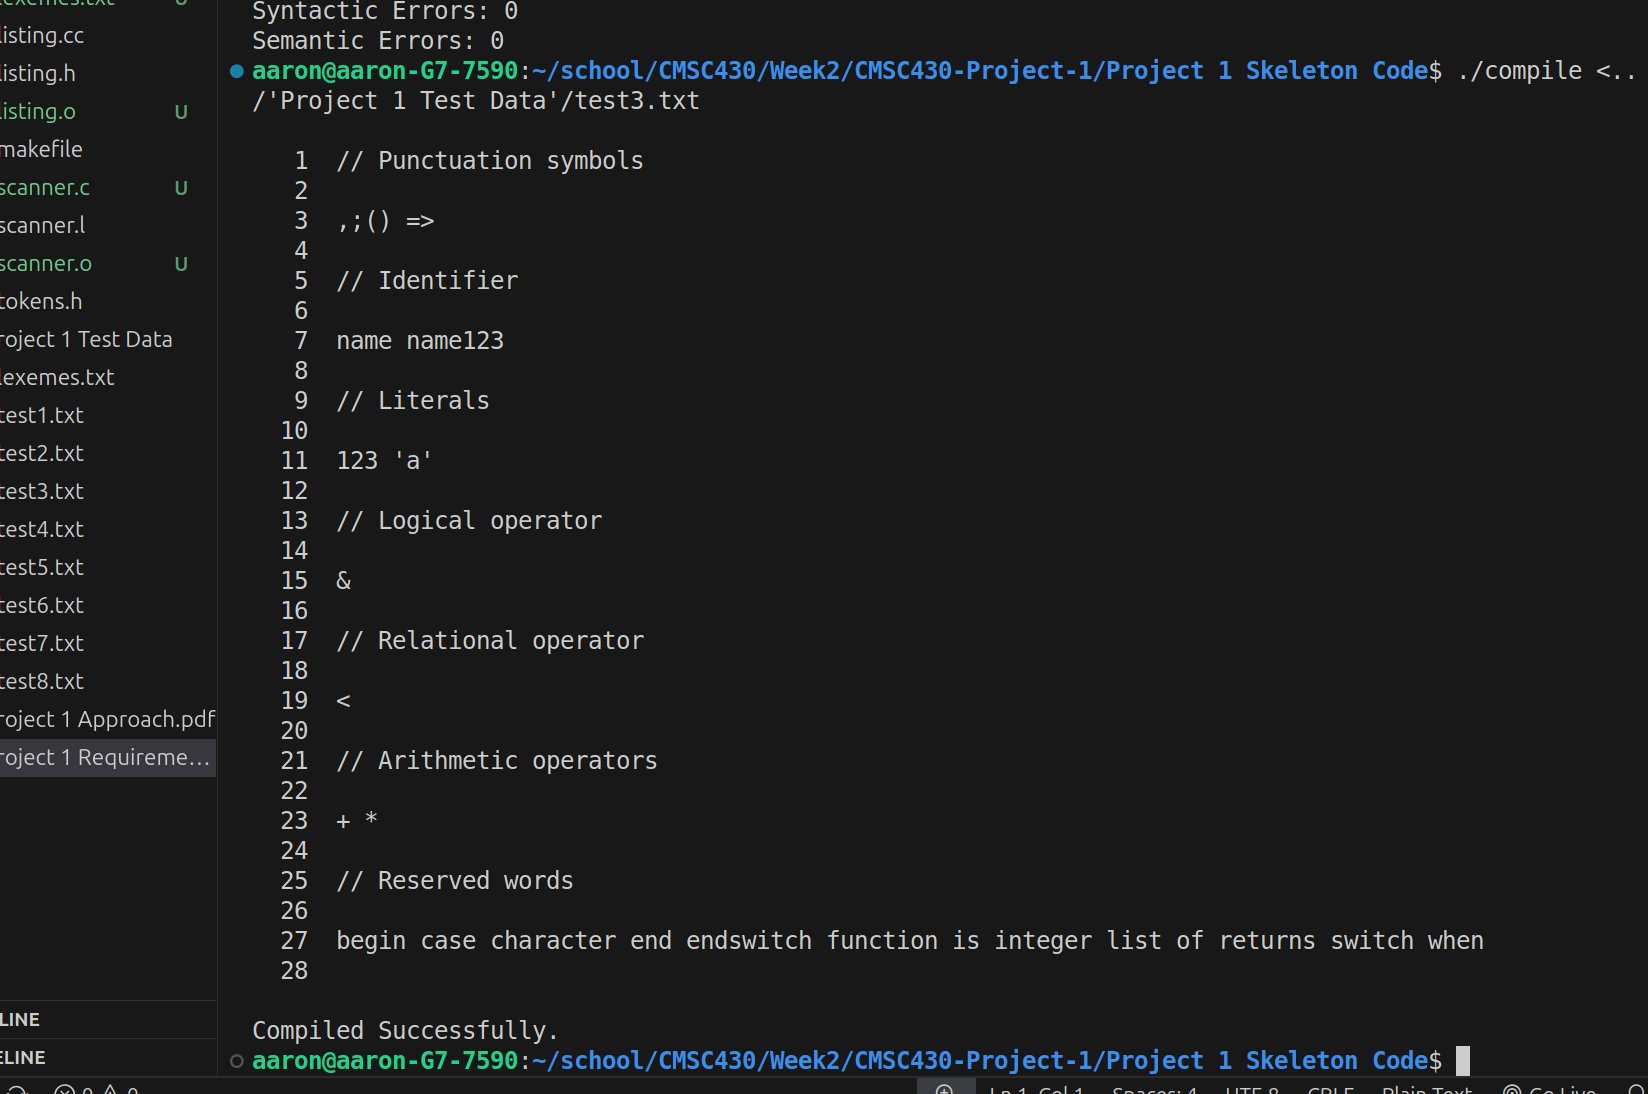 listing.cc
listing.h
listing.o U
makefile
scanner.c U
scanner.l
scanner.o U
tokens.h
roject 1 Test Data
lexemes.txt
test1.txt
test2.txt
test3.txt
test4.txt
test5.txt
test6.txt
test7.txt
test8.txt
roject 1 Approach.pdf
roject 1 Requireme...
LINE
ELINE
Syntactic Errors: 0
Semantic Errors: 0
aaron@aaron-G7-7590:~/school/CMSC430/Week2/CMSC430-Project-1/Project 1 Skeleton Code$ ./compile <..
/'Project 1 Test Data'/test3.txt
1 // Punctuation symbols
2
3 ,;() =>
4
5 // Identifier
6
7 name name123
8
9 // Literals
10
11 123 'a'
12
13 // Logical operator
14
15 &
16
17 // Relational operator
18
19 <
20
21 // Arithmetic operators
22
23 + *
24
25 // Reserved words
26
27 begin case character end endswitch function is integer list of returns switch when
28
Compiled Successfully.
aaron@aaron-G7-7590:~/school/CMSC430/Week2/CMSC430-Project-1/Project 1 Skeleton Code$
0 0 Ln 1, Col 1 Spaces: 4 UTF-8 CRLF Plain Text Go Live